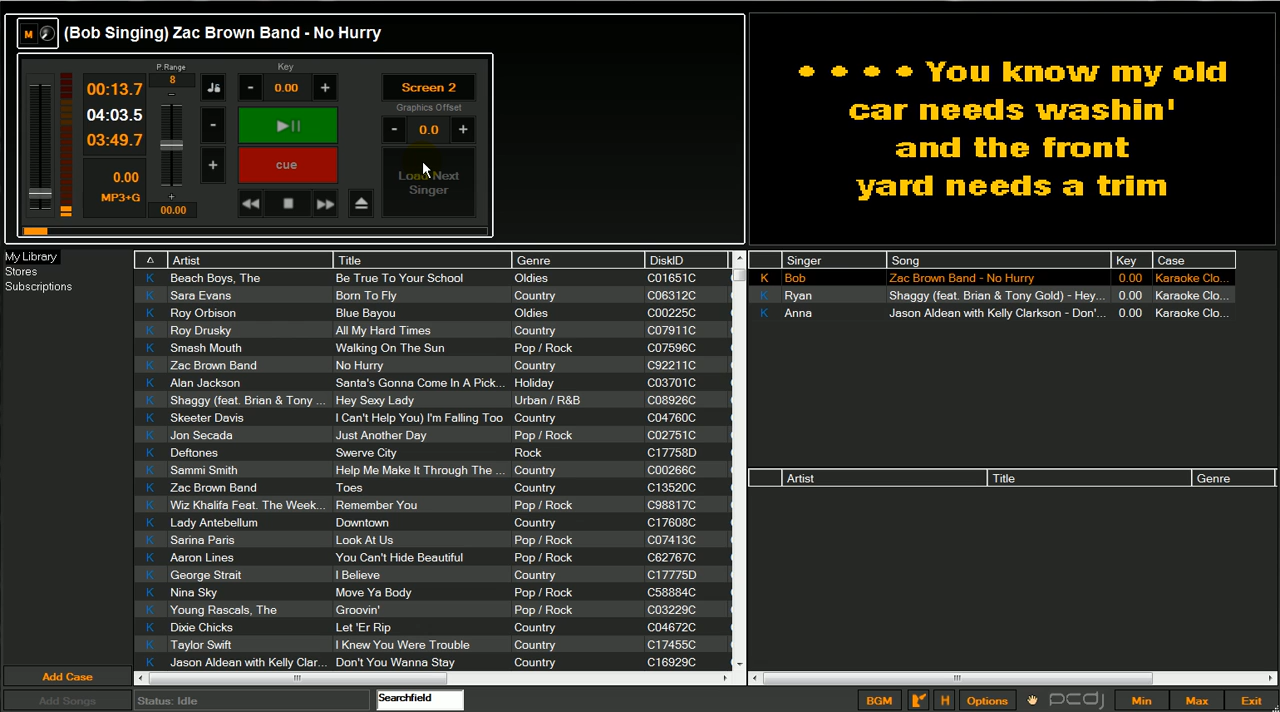 M (Bob Singing) Zac Brown Band - No Hurry
P Range
8
00:13.7
04:03.5
03:49.7
0.00
MP3+G
-
+
00.00
-
+
Key
- 0.00 +
cue
Screen 2
Graphics Offset
- 0.0 +
Load Next
Singer
• • • • You know my old
car needs washin'
and the front
yard needs a trim
My Library
Stores
Subscriptions
Artist Title Genre DiskID
K Beach Boys, The Be True To Your School Oldies C01651C
K Sara Evans Born To Fly Country C06312C
K Roy Orbison Blue Bayou Oldies C00225C
K Roy Drusky All My Hard Times Country C07911C
K Smash Mouth Walking On The Sun Pop / Rock C07596C
K Zac Brown Band No Hurry Country C92211C
K Alan Jackson Santa's Gonna Come In A Pick... Holiday C03701C
K Shaggy (feat. Brian & Tony ... Hey Sexy Lady Urban / R&B C08926C
K Skeeter Davis I Can't Help You) I'm Falling Too Country C04760C
K Jon Secada Just Another Day Pop / Rock C02751C
K Deftones Swerve City Rock C17758D
K Sammi Smith Help Me Make It Through The ... Country C00266C
K Zac Brown Band Toes Country C13520C
K Wiz Khalifa Feat. The Week... Remember You Pop / Rock C98817C
K Lady Antebellum Downtown Country C17608C
K Sarina Paris Look At Us Pop / Rock C07413C
K Aaron Lines You Can't Hide Beautiful Pop / Rock C62767C
K George Strait I Believe Country C17775D
K Nina Sky Move Ya Body Pop / Rock C58884C
K Young Rascals, The Groovin' Pop / Rock C03229C
K Dixie Chicks Let 'Er Rip Country C04672C
K Taylor Swift I Knew You Were Trouble Country C17455C
K Jason Aldean with Kelly Clar... Don't You Wanna Stay Country C16929C
Singer Song Key Case
K Bob Zac Brown Band - No Hurry 0.00 Karaoke Clo...
K Ryan Shaggy (feat. Brian & Tony Gold) - Hey... 0.00 Karaoke Clo...
K Anna Jason Aldean with Kelly Clarkson - Don'... 0.00 Karaoke Clo...
Artist Title Genre
Add Case
Add Songs Status: Idle Searchfield BGM H Options pcdj Min Max Exit